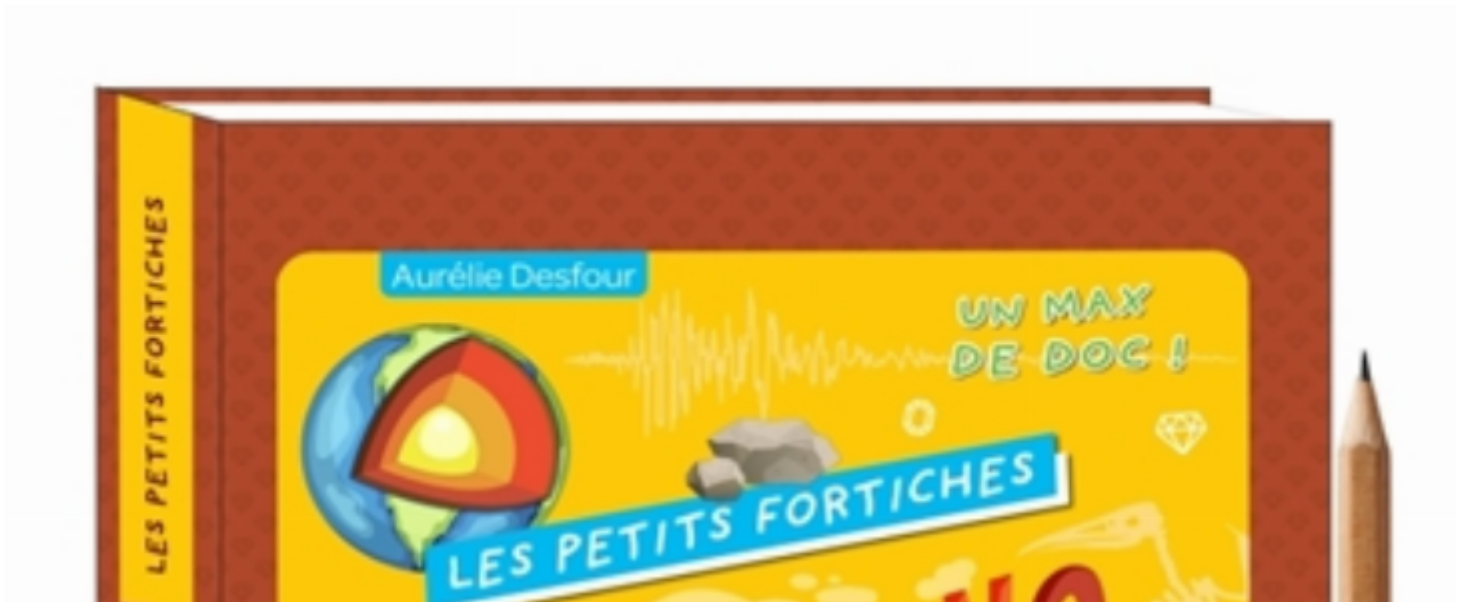 LES PETITS FORTICHES
Aurélie Desfour
UN MAX
DE DOC !
LES PETITS FORTICHES